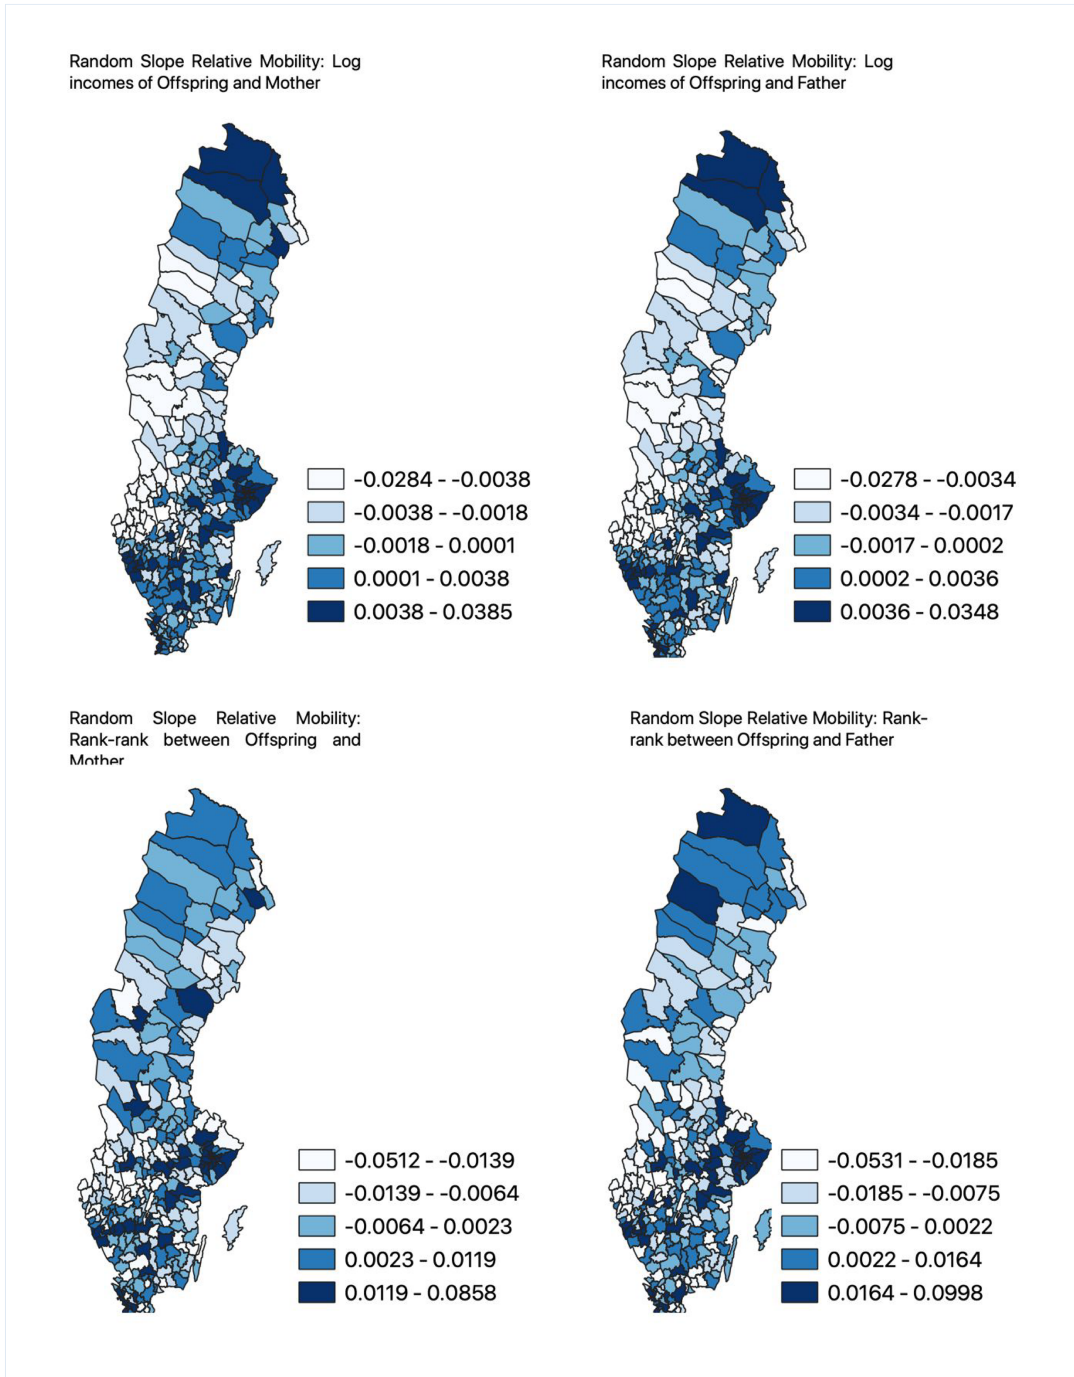 Random Slope Relative Mobility: Log
incomes of Offspring and Mother
Random Slope Relative Mobility: Log
incomes of Offspring and Father
-0.0284 - -0.0038
-0.0038 - -0.0018
-0.0018 - 0.0001
0.0001 - 0.0038
0.0038 - 0.0385
-0.0278 - -0.0034
-0.0034 - -0.0017
-0.0017 - 0.0002
0.0002 - 0.0036
0.0036 - 0.0348
Random Slope Relative Mobility:
Rank-rank between Offspring and
Mother
Random Slope Relative Mobility: Rank-
rank between Offspring and Father
-0.0512 - -0.0139
-0.0139 - -0.0064
-0.0064 - 0.0023
0.0023 - 0.0119
0.0119 - 0.0858
-0.0531 - -0.0185
-0.0185 - -0.0075
-0.0075 - 0.0022
0.0022 - 0.0164
0.0164 - 0.0998